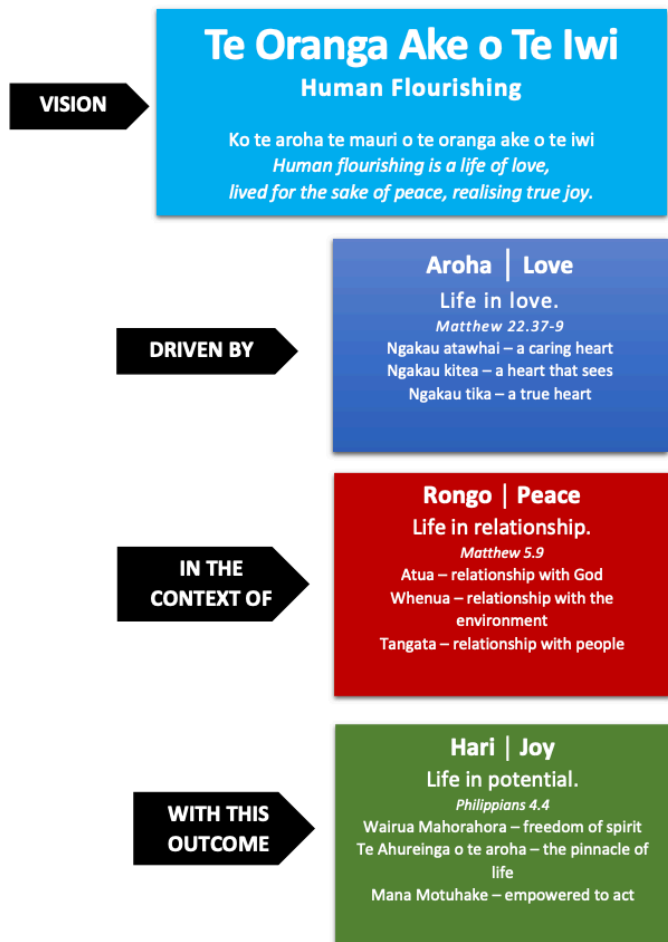 Te Oranga Ake o Te Iwi
Human Flourishing
VISION
Ko te aroha te mauri o te oranga ake o te iwi
Human flourishing is a life of love,
lived for the sake of peace, realising true joy.
Aroha | Love
Life in love.
Matthew 22.37-9
DRIVEN BY
Ngakau atawhai – a caring heart
Ngakau kitea – a heart that sees
Ngakau tika – a true heart
Rongo | Peace
Life in relationship.
Matthew 5.9
IN THE
CONTEXT OF
Atua – relationship with God
Whenua – relationship with the
environment
Tangata – relationship with people
Hari | Joy
Life in potential.
Philippians 4.4
WITH THIS
OUTCOME
Wairua Mahorahora – freedom of spirit
Te Ahureinga o te aroha – the pinnacle of
life
Mana Motuhake – empowered to act